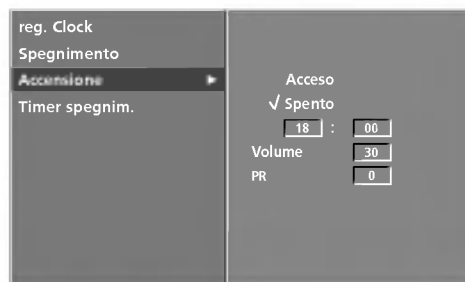 reg. Clock
Spegnimento
Accensione
Timer spegnim.
Acceso
√ Spento
18 : 00
Volume 30
PR 0